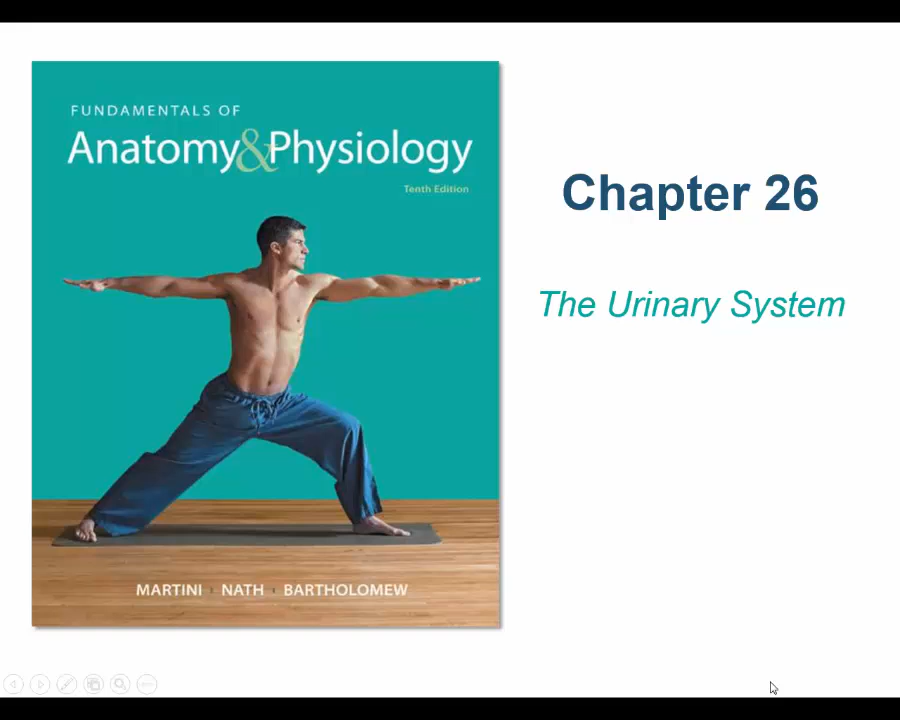 FUNDAMENTALS OF
Anatomy & Physiology
Tenth Edition
MARTINI NATH BARTHOLOMEW
Chapter 26
The Urinary System